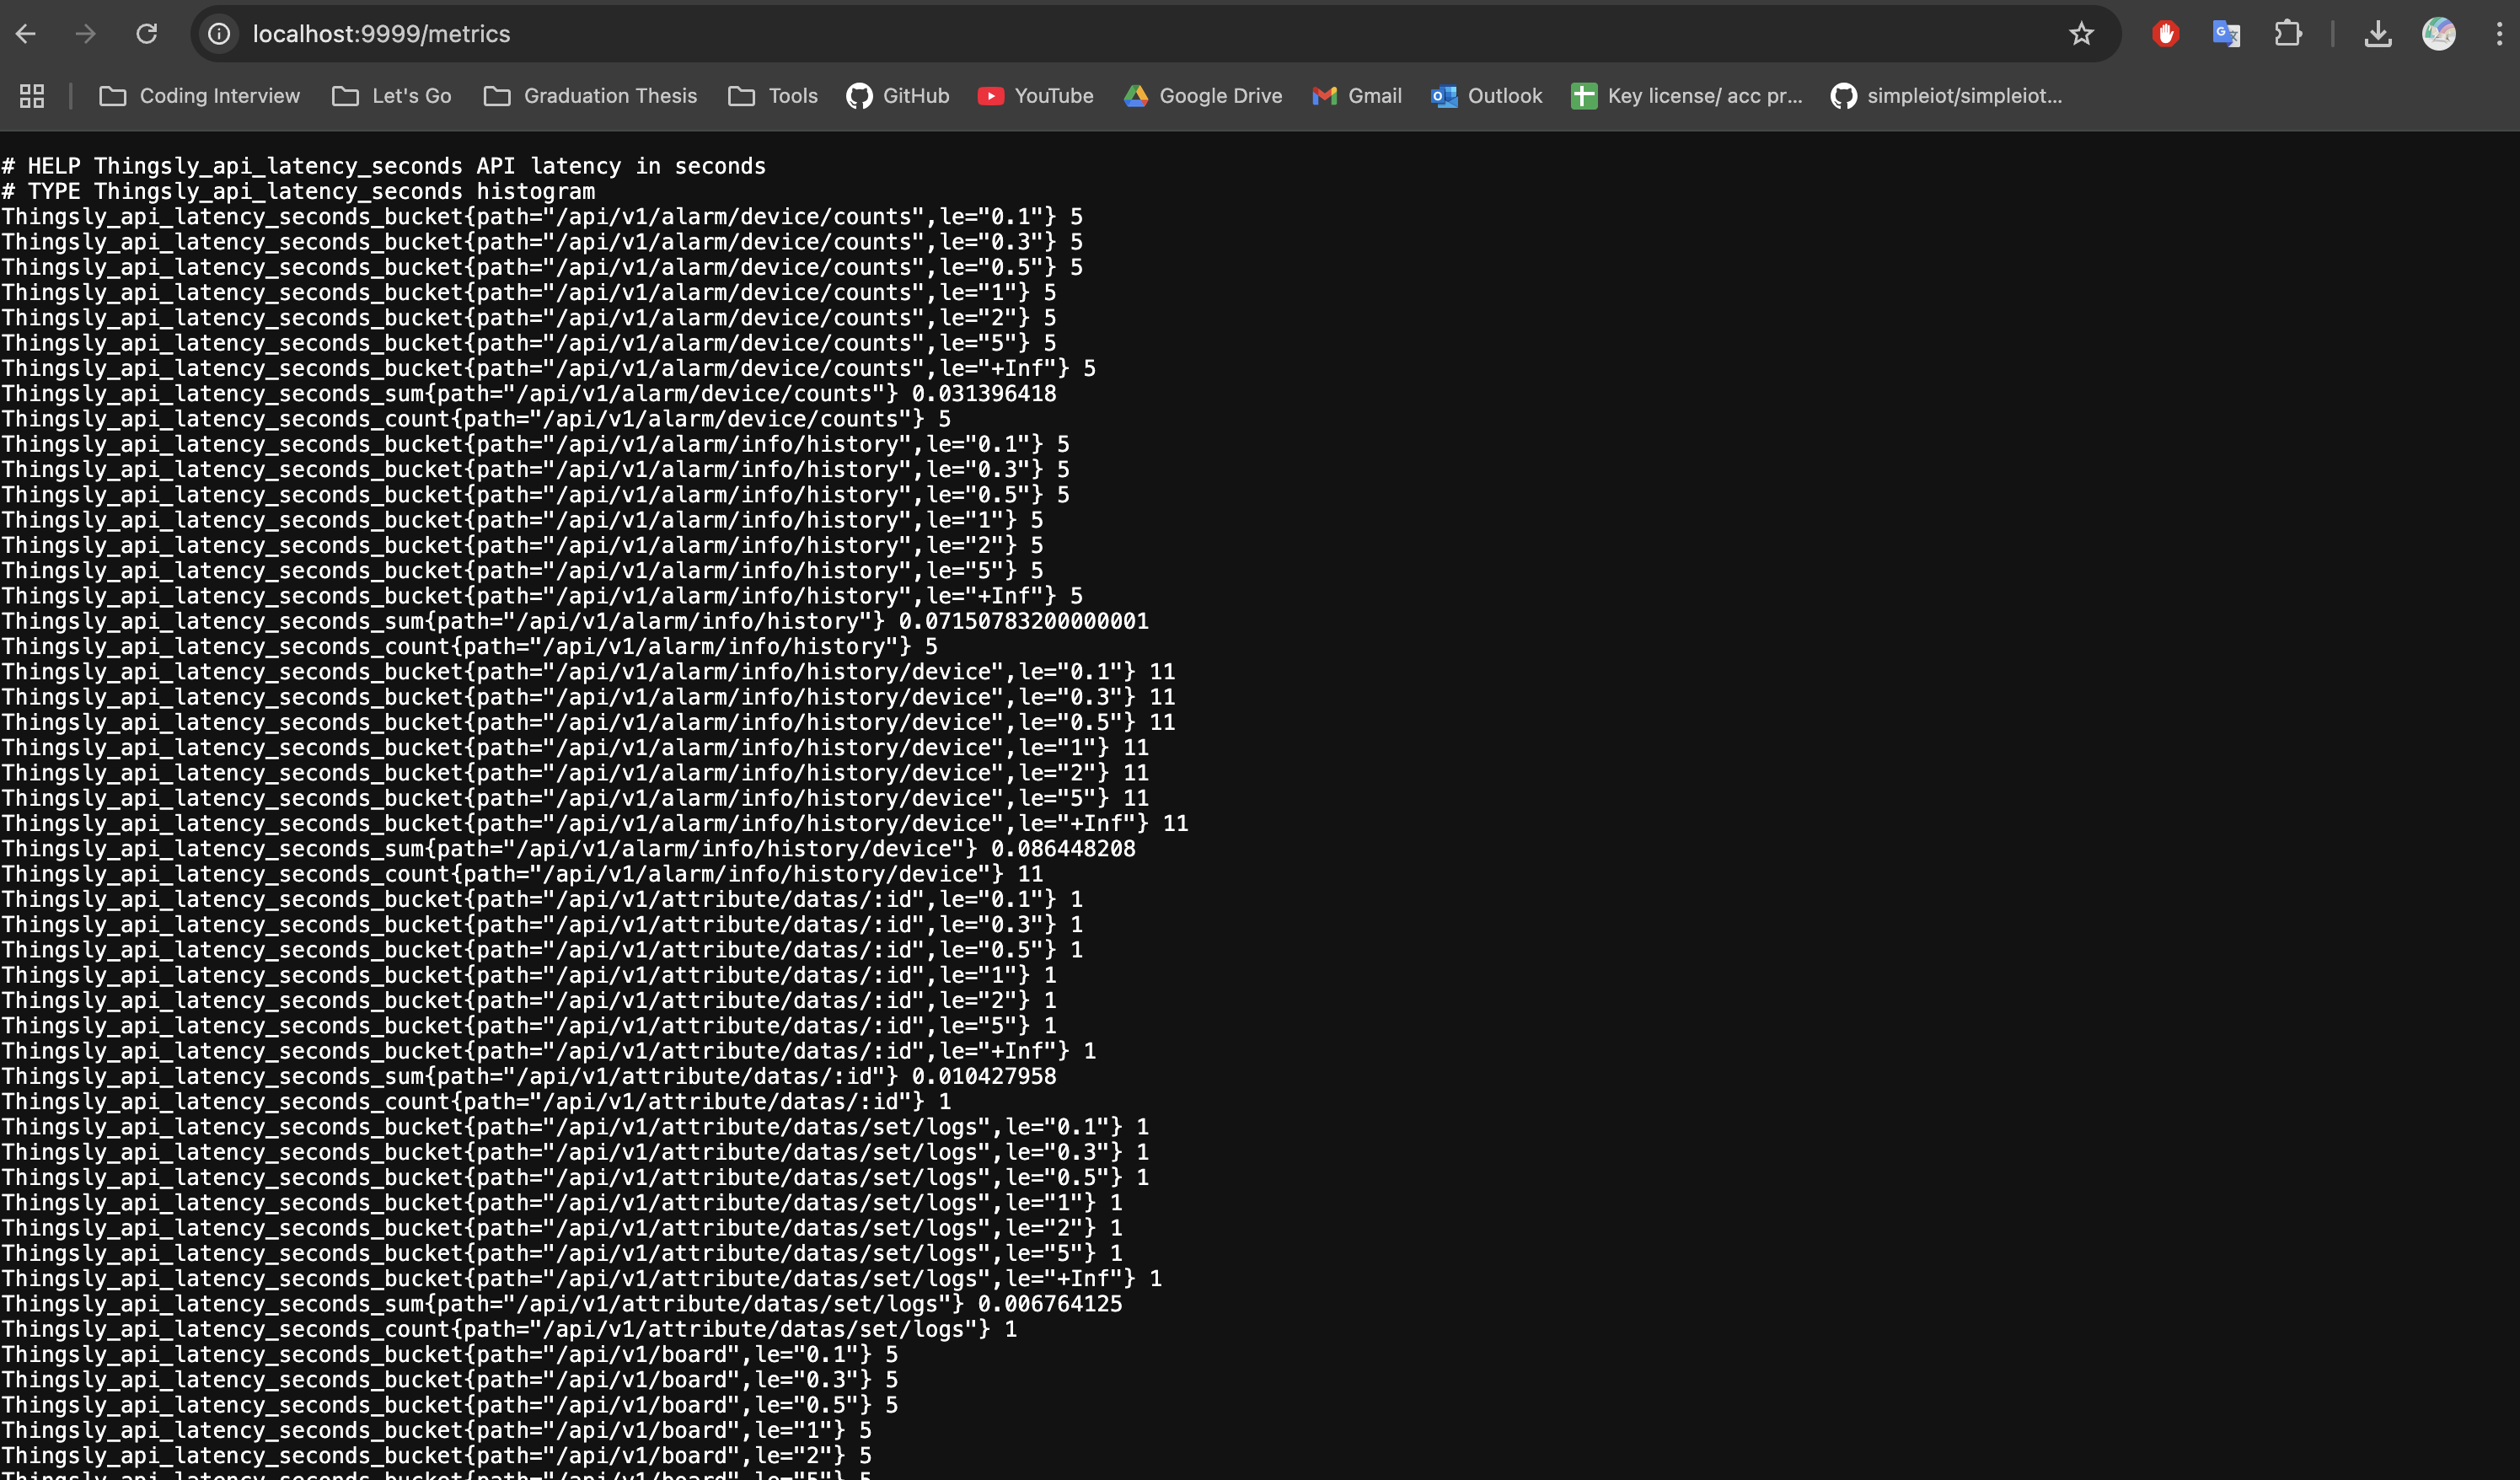 localhost:9999/metrics
Coding Interview Let's Go Graduation Thesis Tools GitHub YouTube Google Drive Gmail Outlook Key license/ acc pr... simpleiot/simpleiot...
# HELP Thingsly_api_latency_seconds API latency in seconds
# TYPE Thingsly_api_latency_seconds histogram
Thingsly_api_latency_seconds_bucket{path="/api/v1/alarm/device/counts",le="0.1"} 5
Thingsly_api_latency_seconds_bucket{path="/api/v1/alarm/device/counts",le="0.3"} 5
Thingsly_api_latency_seconds_bucket{path="/api/v1/alarm/device/counts",le="0.5"} 5
Thingsly_api_latency_seconds_bucket{path="/api/v1/alarm/device/counts",le="1"} 5
Thingsly_api_latency_seconds_bucket{path="/api/v1/alarm/device/counts",le="2"} 5
Thingsly_api_latency_seconds_bucket{path="/api/v1/alarm/device/counts",le="5"} 5
Thingsly_api_latency_seconds_bucket{path="/api/v1/alarm/device/counts",le="+Inf"} 5
Thingsly_api_latency_seconds_sum{path="/api/v1/alarm/device/counts"} 0.031396418
Thingsly_api_latency_seconds_count{path="/api/v1/alarm/device/counts"} 5
Thingsly_api_latency_seconds_bucket{path="/api/v1/alarm/info/history",le="0.1"} 5
Thingsly_api_latency_seconds_bucket{path="/api/v1/alarm/info/history",le="0.3"} 5
Thingsly_api_latency_seconds_bucket{path="/api/v1/alarm/info/history",le="0.5"} 5
Thingsly_api_latency_seconds_bucket{path="/api/v1/alarm/info/history",le="1"} 5
Thingsly_api_latency_seconds_bucket{path="/api/v1/alarm/info/history",le="2"} 5
Thingsly_api_latency_seconds_bucket{path="/api/v1/alarm/info/history",le="5"} 5
Thingsly_api_latency_seconds_bucket{path="/api/v1/alarm/info/history",le="+Inf"} 5
Thingsly_api_latency_seconds_sum{path="/api/v1/alarm/info/history"} 0.07150783200000001
Thingsly_api_latency_seconds_count{path="/api/v1/alarm/info/history"} 5
Thingsly_api_latency_seconds_bucket{path="/api/v1/alarm/info/history/device",le="0.1"} 11
Thingsly_api_latency_seconds_bucket{path="/api/v1/alarm/info/history/device",le="0.3"} 11
Thingsly_api_latency_seconds_bucket{path="/api/v1/alarm/info/history/device",le="0.5"} 11
Thingsly_api_latency_seconds_bucket{path="/api/v1/alarm/info/history/device",le="1"} 11
Thingsly_api_latency_seconds_bucket{path="/api/v1/alarm/info/history/device",le="2"} 11
Thingsly_api_latency_seconds_bucket{path="/api/v1/alarm/info/history/device",le="5"} 11
Thingsly_api_latency_seconds_bucket{path="/api/v1/alarm/info/history/device",le="+Inf"} 11
Thingsly_api_latency_seconds_sum{path="/api/v1/alarm/info/history/device"} 0.086448208
Thingsly_api_latency_seconds_count{path="/api/v1/alarm/info/history/device"} 11
Thingsly_api_latency_seconds_bucket{path="/api/v1/attribute/datas/:id",le="0.1"} 1
Thingsly_api_latency_seconds_bucket{path="/api/v1/attribute/datas/:id",le="0.3"} 1
Thingsly_api_latency_seconds_bucket{path="/api/v1/attribute/datas/:id",le="0.5"} 1
Thingsly_api_latency_seconds_bucket{path="/api/v1/attribute/datas/:id",le="1"} 1
Thingsly_api_latency_seconds_bucket{path="/api/v1/attribute/datas/:id",le="2"} 1
Thingsly_api_latency_seconds_bucket{path="/api/v1/attribute/datas/:id",le="5"} 1
Thingsly_api_latency_seconds_bucket{path="/api/v1/attribute/datas/:id",le="+Inf"} 1
Thingsly_api_latency_seconds_sum{path="/api/v1/attribute/datas/:id"} 0.010427958
Thingsly_api_latency_seconds_count{path="/api/v1/attribute/datas/:id"} 1
Thingsly_api_latency_seconds_bucket{path="/api/v1/attribute/datas/set/logs",le="0.1"} 1
Thingsly_api_latency_seconds_bucket{path="/api/v1/attribute/datas/set/logs",le="0.3"} 1
Thingsly_api_latency_seconds_bucket{path="/api/v1/attribute/datas/set/logs",le="0.5"} 1
Thingsly_api_latency_seconds_bucket{path="/api/v1/attribute/datas/set/logs",le="1"} 1
Thingsly_api_latency_seconds_bucket{path="/api/v1/attribute/datas/set/logs",le="2"} 1
Thingsly_api_latency_seconds_bucket{path="/api/v1/attribute/datas/set/logs",le="5"} 1
Thingsly_api_latency_seconds_bucket{path="/api/v1/attribute/datas/set/logs",le="+Inf"} 1
Thingsly_api_latency_seconds_sum{path="/api/v1/attribute/datas/set/logs"} 0.006764125
Thingsly_api_latency_seconds_count{path="/api/v1/attribute/datas/set/logs"} 1
Thingsly_api_latency_seconds_bucket{path="/api/v1/board",le="0.1"} 5
Thingsly_api_latency_seconds_bucket{path="/api/v1/board",le="0.3"} 5
Thingsly_api_latency_seconds_bucket{path="/api/v1/board",le="0.5"} 5
Thingsly_api_latency_seconds_bucket{path="/api/v1/board",le="1"} 5
Thingsly_api_latency_seconds_bucket{path="/api/v1/board",le="2"} 5
Thingsly_api_latency_seconds_bucket{path="/api/v1/board",le="5"} 5